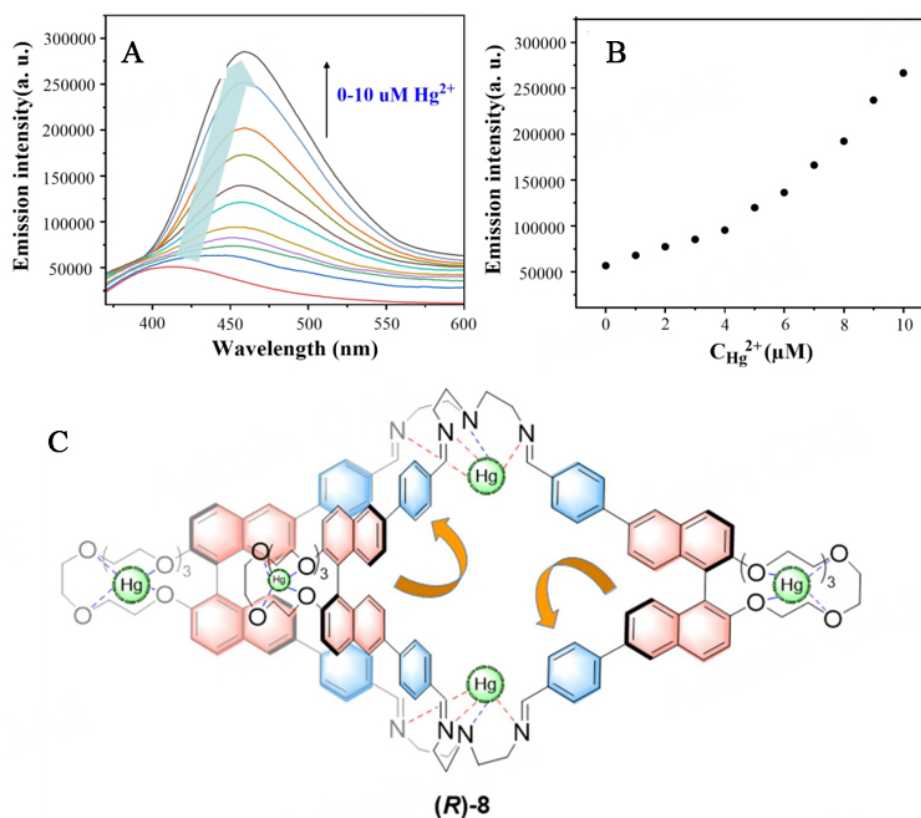 A
Emission intensity(a. u.)
300000
250000
200000
150000
100000
50000
0-10 uM Hg²⁺
400
450
500
550
600
Wavelength (nm)
B
Emission intensity(a. u.)
300000
250000
200000
150000
100000
50000
0
2
4
6
8
10
C_Hg²⁺(μM)
C
N
N
N
N
Hg
O
O
O
O
Hg
)3
O
O
O
Hg
)3
O
O
O
O
Hg
(
)3
Hg
N
N
N
N
(R)-8